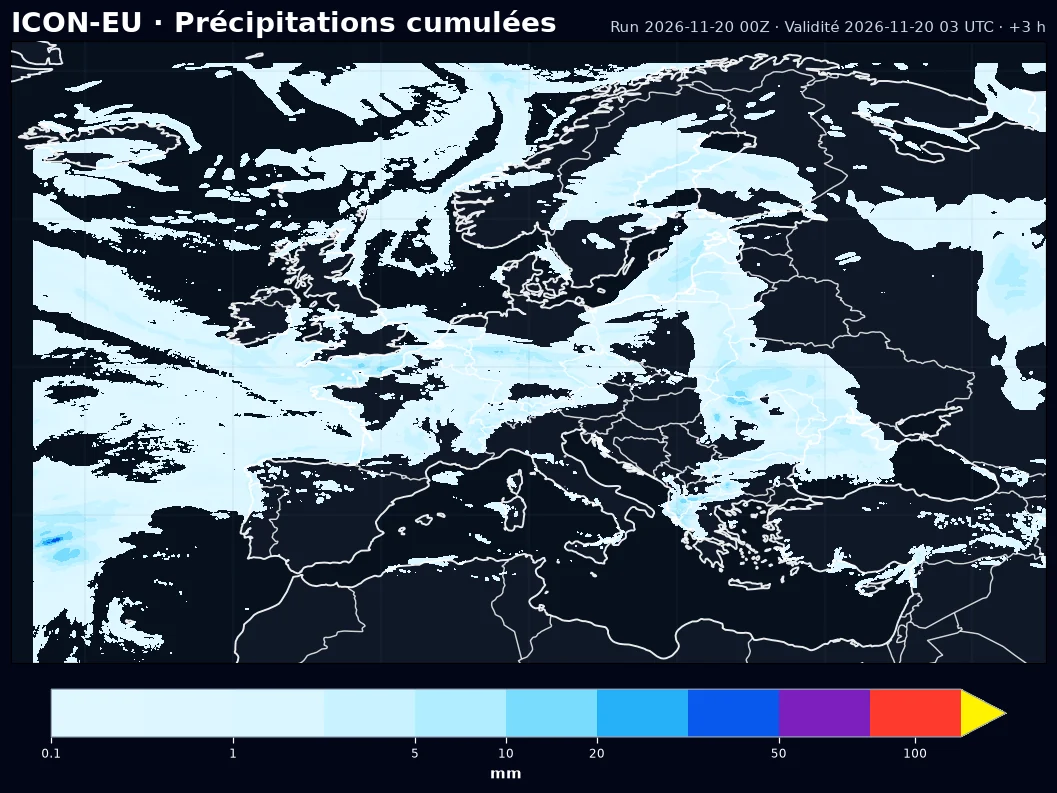 ICON-EU · Précipitations cumulées
Run 2026-11-20 00Z · Validité 2026-11-20 03 UTC · +3 h
0.1 1 5 10 20 50 100
mm